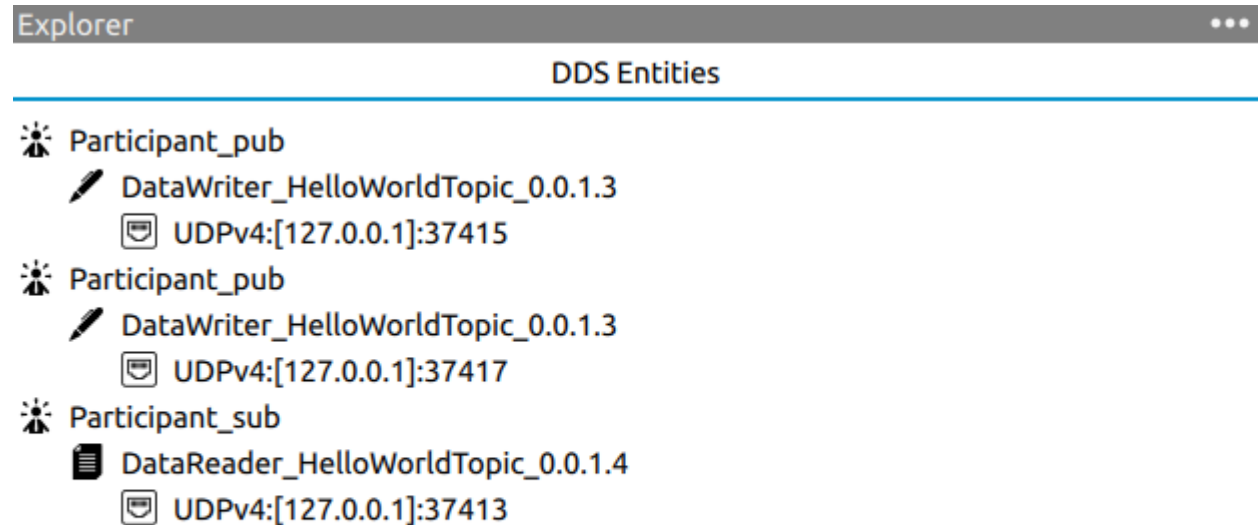 Explorer
DDS Entities
Participant_pub
DataWriter_HelloWorldTopic_0.0.1.3
UDPv4:[127.0.0.1]:37415
Participant_pub
DataWriter_HelloWorldTopic_0.0.1.3
UDPv4:[127.0.0.1]:37417
Participant_sub
DataReader_HelloWorldTopic_0.0.1.4
UDPv4:[127.0.0.1]:37413